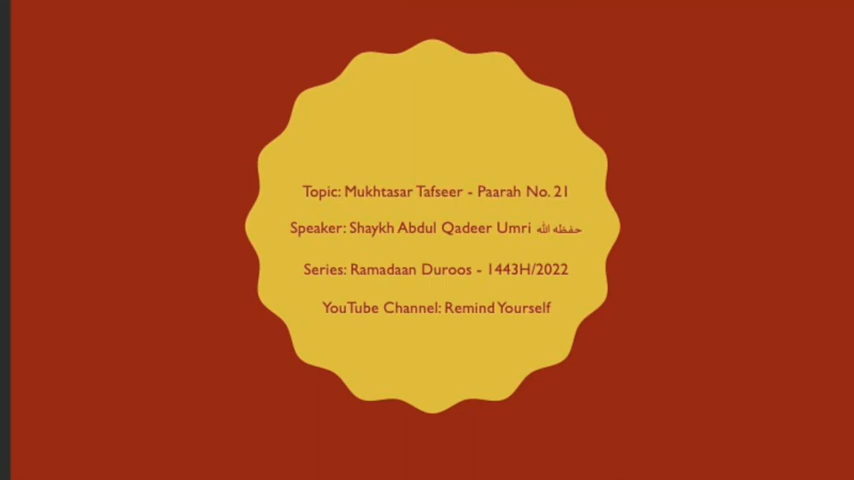 Topic: Mukhtasar Tafseer - Paarah No. 21
Speaker: Shaykh Abdul Qadeer Umri حفظه الله
Series: Ramadaan Duroos - 1443H/2022
YouTube Channel: Remind Yourself